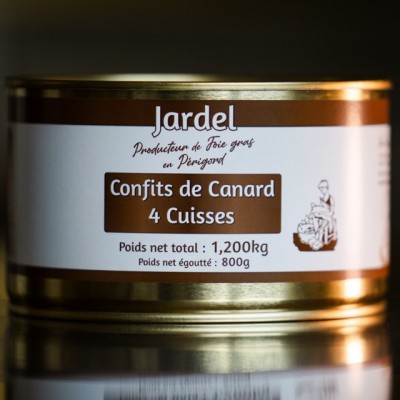 Jardel
Producteur de Foie gras
en Périgord
Confits de Canard
4 Cuisses
Poids net total : 1,200kg
Poids net égoutté : 800g